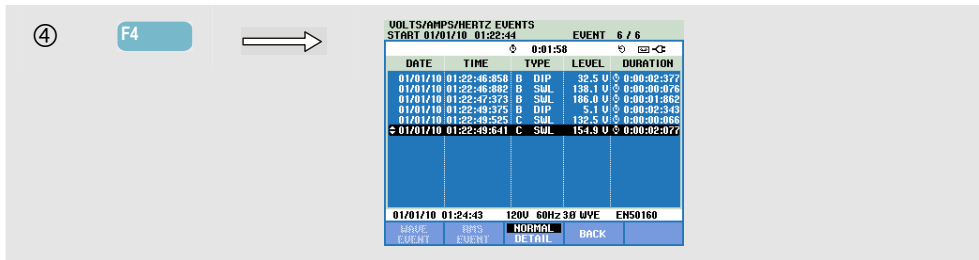 ④ F4
VOLTS/AMPS/HERTZ EVENTS
START 01/01/10 01:22:44 EVENT 6 / 6
0:01:58
DATE TIME TYPE LEVEL DURATION
01/01/10 01:22:46:858 B DIP 32.5 V 0:00:02:377
01/01/10 01:22:46:882 B SWL 138.1 V 0:00:00:076
01/01/10 01:22:47:373 B SWL 186.0 V 0:00:01:862
01/01/10 01:22:49:375 B DIP 5.1 V 0:00:02:343
01/01/10 01:22:49:525 C SWL 132.5 V 0:00:00:066
01/01/10 01:22:49:641 C SWL 154.9 V 0:00:02:077
01/01/10 01:24:43 120V 60Hz 3Ø WYE EN50160
WAVE EVENT RMS EVENT NORMAL DETAIL BACK